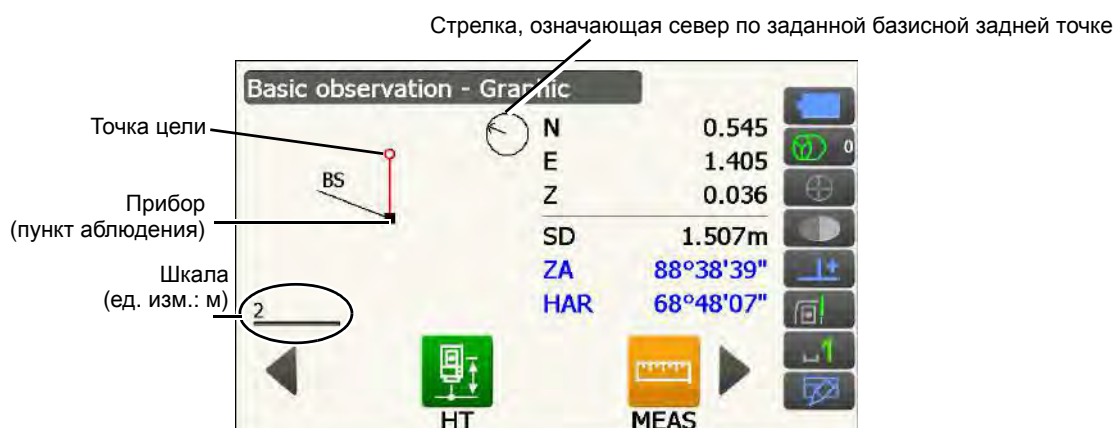 Стрелка, означающая север по заданной базисной задней точке
Basic observation - Graphic
Точка цели
BS
Прибор
(пункт аблюдения)
Шкала
(ед. изм.: м)
2
N 0.545
E 1.405
Z 0.036
SD 1.507m
ZA 88°38'39"
HAR 68°48'07"
0
HT
MEAS